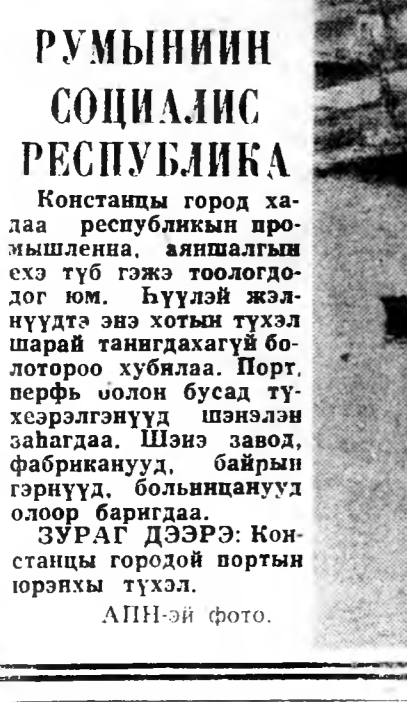 РУМЫНИИН
СОЦИАЛИС
РЕСПУБЛИКА
Констанцы город ха-
даа республикын про-
мышленна, аяншалгын
ехэ түб гэжэ тоологдо-
дог юм. Һүүлэй жэл-
нүүдтэ энэ хотын түхэл
шарай танигдахагүй бо-
лотороо хубилаа. Порт,
верфь болон бусад тү-
хеэрэлгэнүүд шэнэлэн
заһагдаа. Шэнэ завод,
фабриканууд, байрын
гэрнүүд, больницанууд
олоор баригдаа.
ЗУРАГ ДЭЭРЭ: Кон-
станцы городой портын
юрэнхы түхэл.
АПН-эй фото.